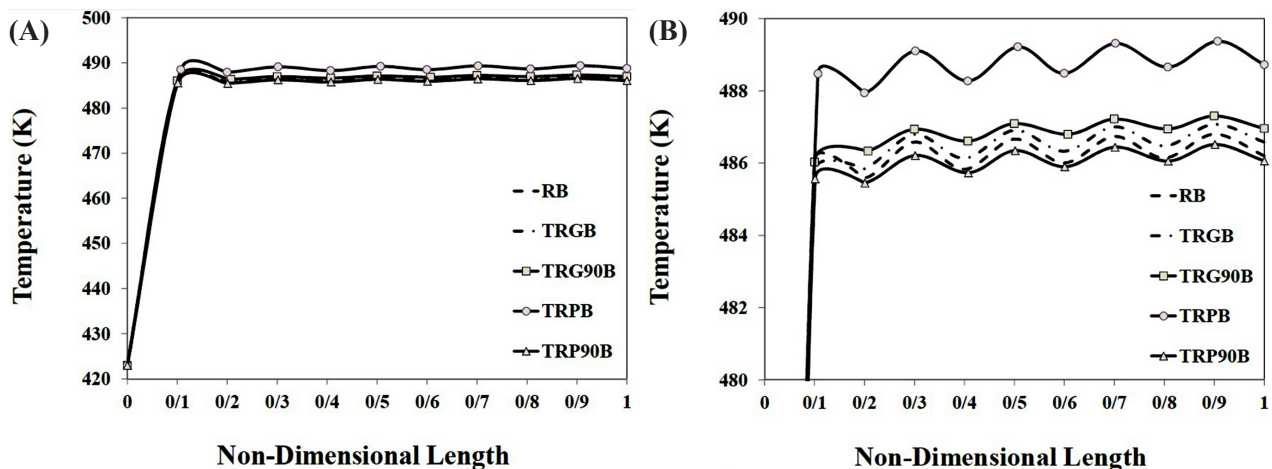 (A)
500
490
480
470
460
450
440
430
420
Temperature (K)
RB
TRGB
TRG90B
TRPB
TRP90B
0 0/1 0/2 0/3 0/4 0/5 0/6 0/7 0/8 0/9 1
Non-Dimensional Length
(B)
490
488
486
484
482
480
Temperature (K)
RB
TRGB
TRG90B
TRPB
TRP90B
0 0/1 0/2 0/3 0/4 0/5 0/6 0/7 0/8 0/9 1
Non-Dimensional Length